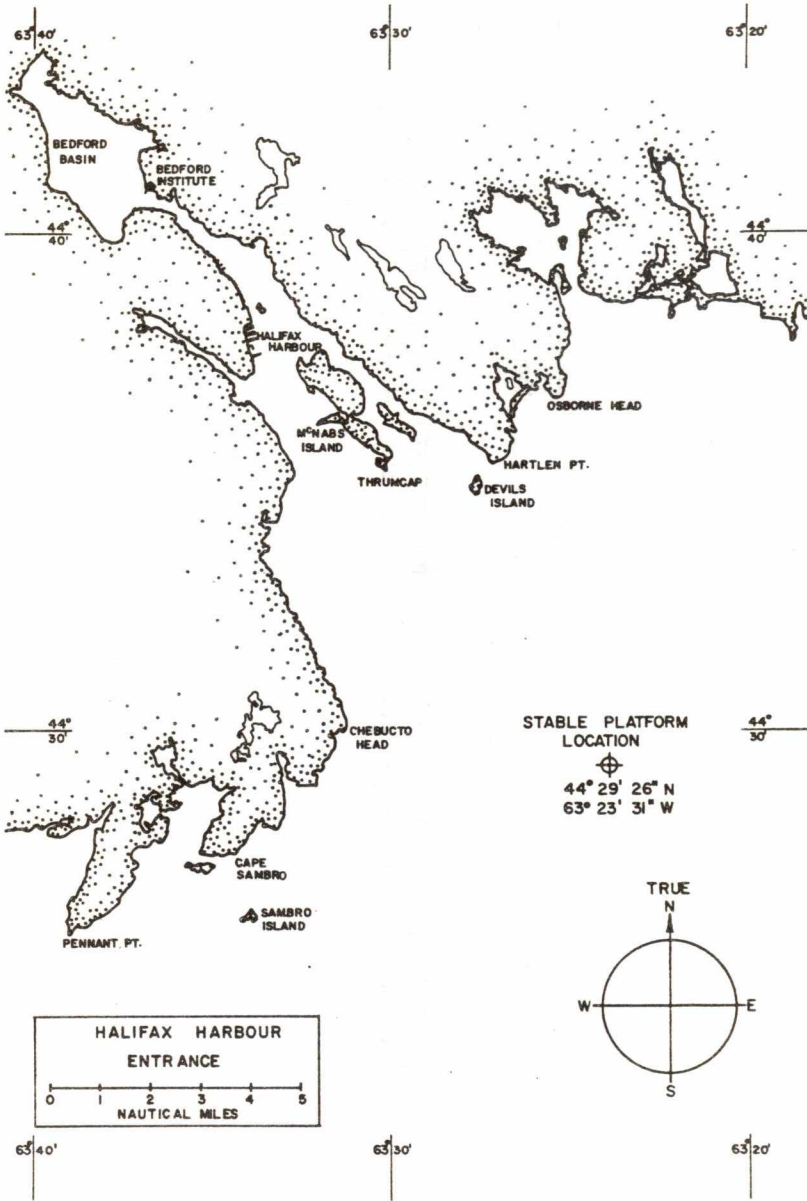 63° 40'
63° 30'
63° 20'
BEDFORD
BASIN
BEDFORD
INSTITUTE
44°
40'
44°
40'
HALIFAX
HARBOUR
OSBORNE HEAD
McNABS
ISLAND
HARTLEN PT.
THRUMCAP
DEVILS
ISLAND
44°
30'
CHEBUCTO
HEAD
STABLE PLATFORM
LOCATION
44° 29' 26" N
63° 23' 31" W
44°
30'
CAPE
SAMBRO
SAMBRO
ISLAND
PENNANT. PT.
TRUE
N
W
E
S
HALIFAX HARBOUR
ENTRANCE
0 1 2 3 4 5
NAUTICAL MILES
63° 40'
63° 30'
63° 20'